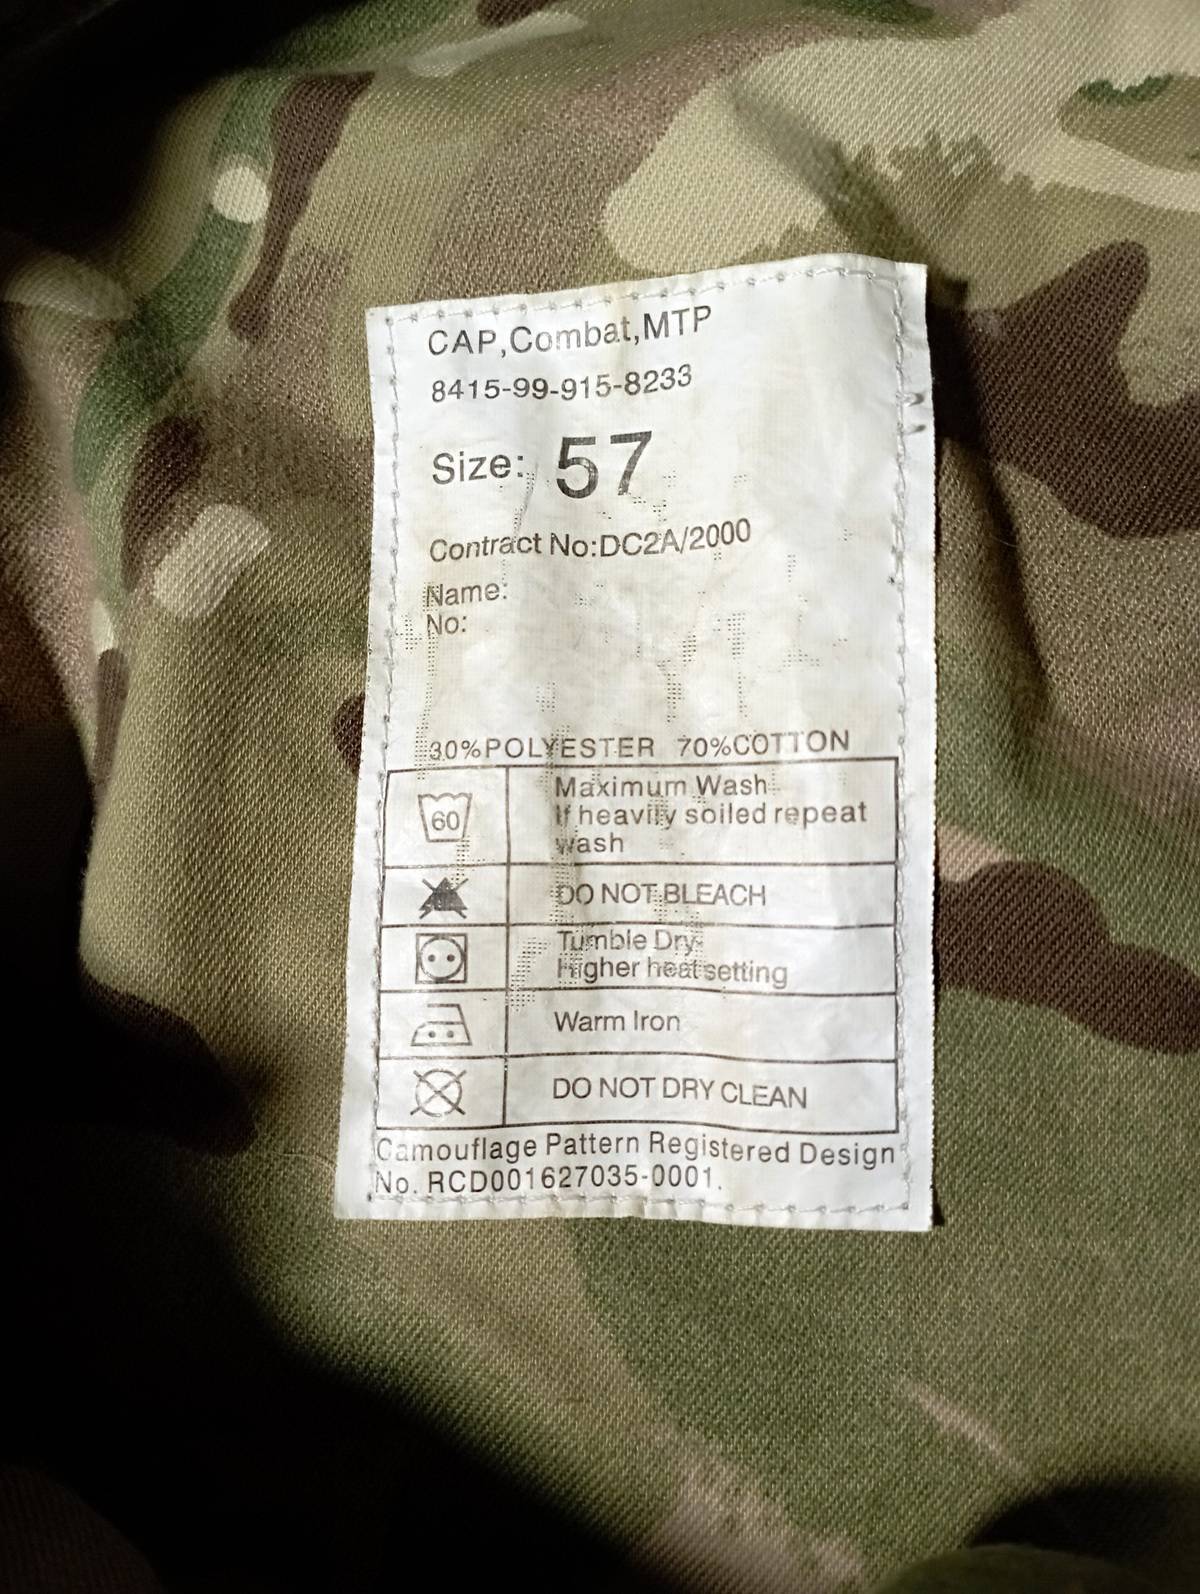 CAP,Combat,MTP
8415-99-915-8233
Size: 57
Contract No:DC2A/2000
Name:
No:
30%POLYESTER 70%COTTON
60
Maximum Wash
If heavily soiled repeat
wash
DO NOT BLEACH
Tumble Dry
Higher heat setting
Warm Iron
DO NOT DRY CLEAN
Camouflage Pattern Registered Design
No. RCD001627035-0001.